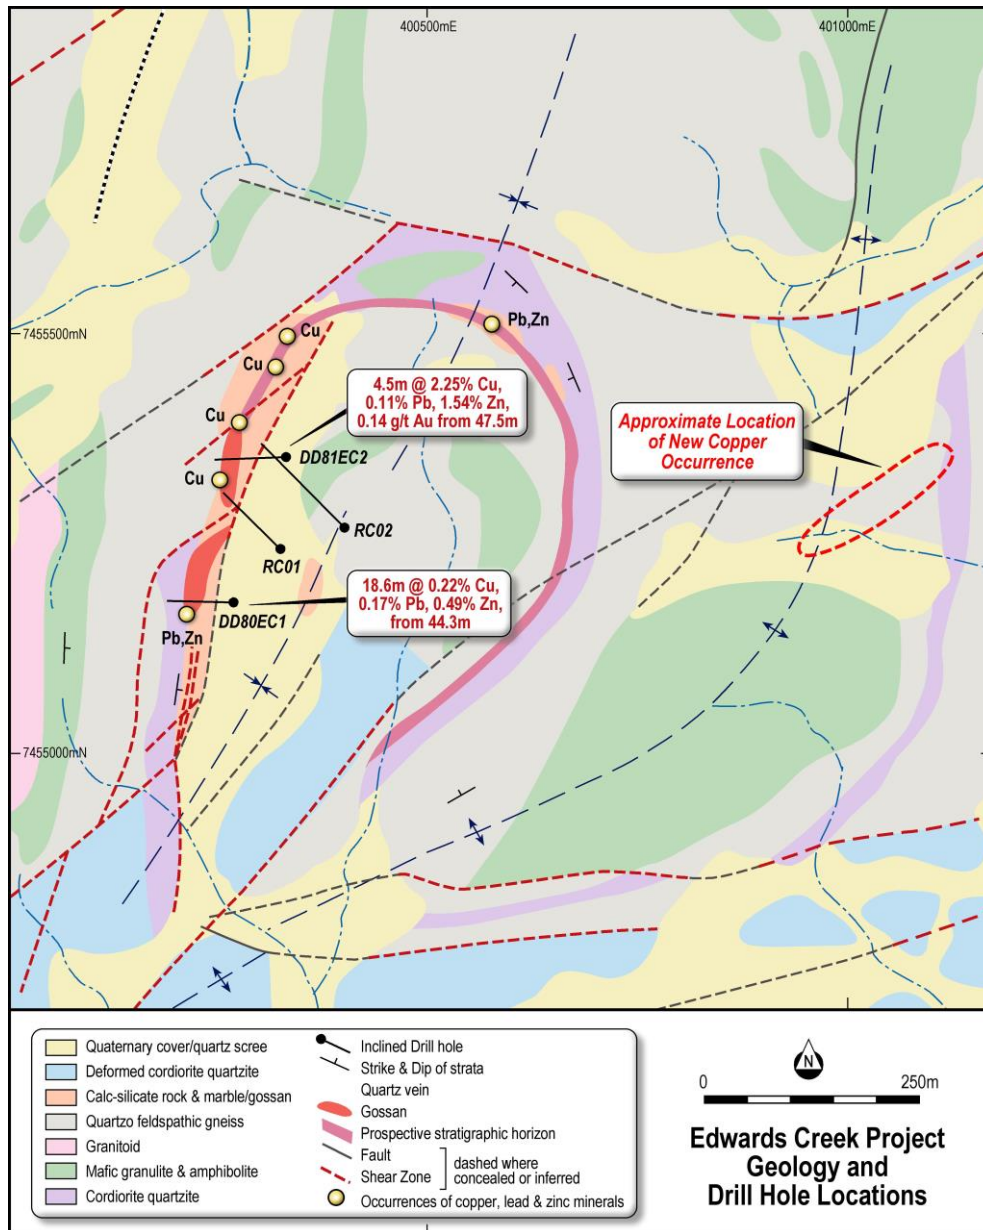 400500mE
401000mE
7455500mN
Cu
Pb,Zn
Cu
4.5m @ 2.25% Cu,
0.11% Pb, 1.54% Zn,
0.14 g/t Au from 47.5m
Approximate Location
of New Copper
Occurrence
Cu
DD81EC2
Cu
RC02
RC01
18.6m @ 0.22% Cu,
0.17% Pb, 0.49% Zn,
from 44.3m
DD80EC1
Pb,Zn
7455000mN
Quaternary cover/quartz scree
Deformed cordiorite quartzite
Calc-silicate rock & marble/gossan
Quartzo feldspathic gneiss
Granitoid
Mafic granulite & amphibolite
Cordiorite quartzite
Inclined Drill hole
Strike & Dip of strata
Quartz vein
Gossan
Prospective stratigraphic horizon
Fault
Shear Zone
dashed where
concealed or inferred
Occurrences of copper, lead & zinc minerals
N
0 250m
Edwards Creek Project
Geology and
Drill Hole Locations